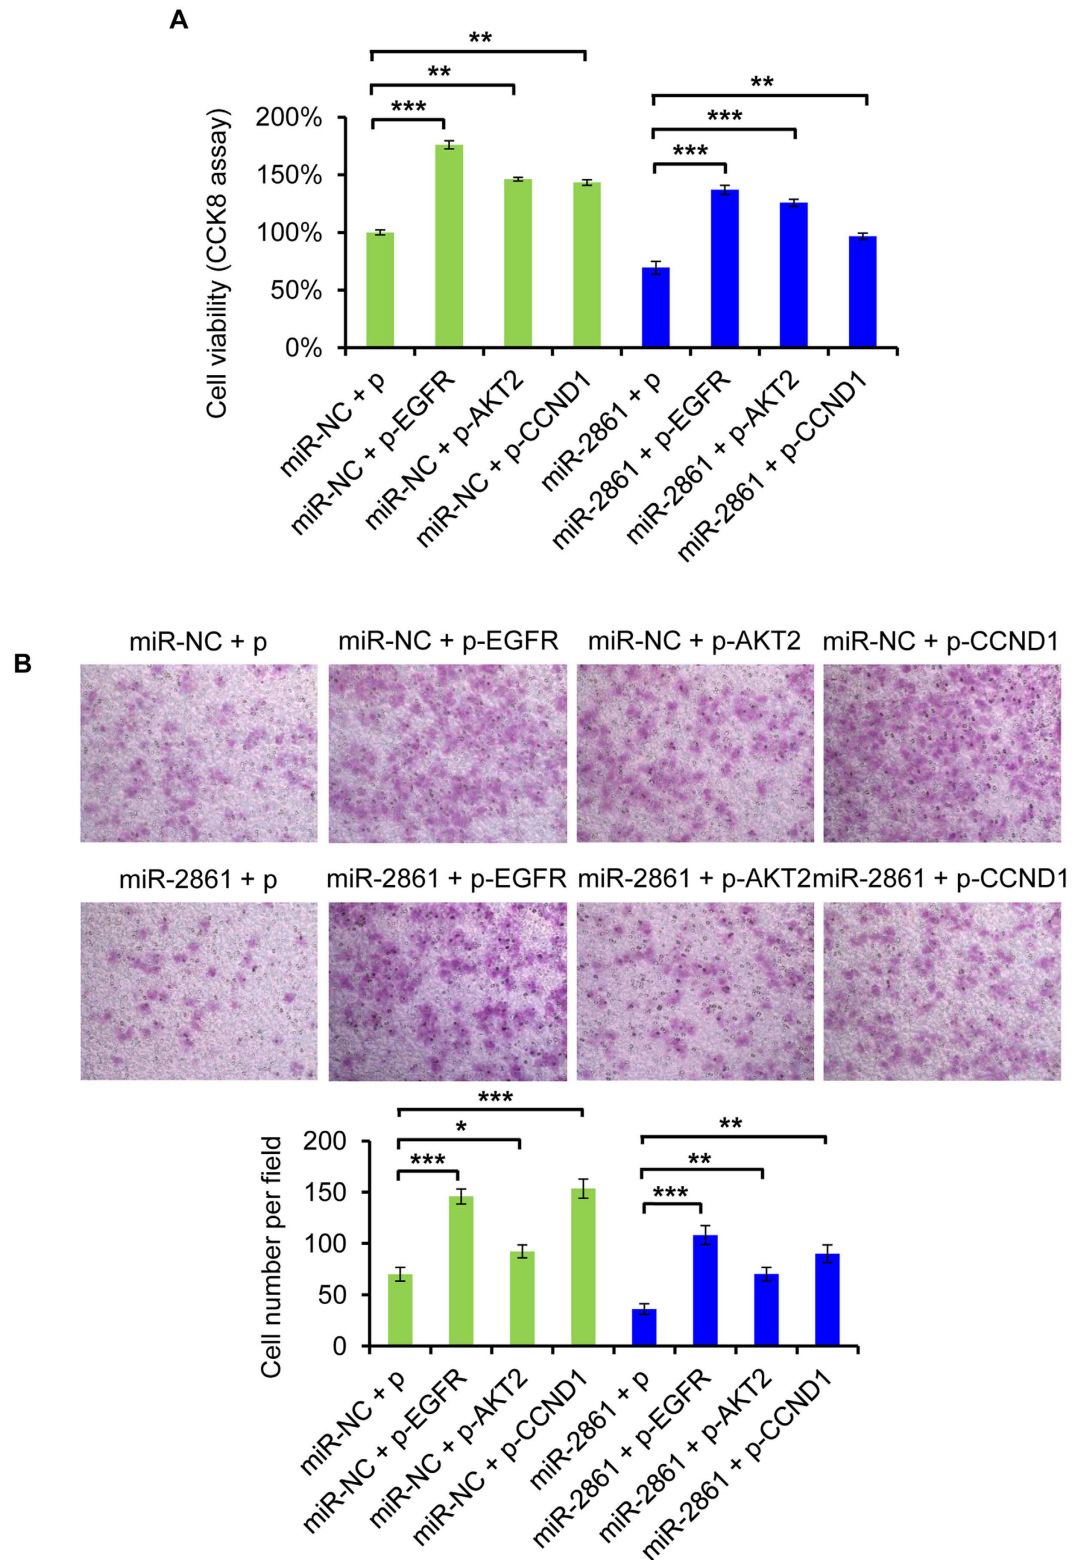 A
**
**
***
**
***
***
Cell viability (CCK8 assay)
200%
150%
100%
50%
0%
miR-NC + p
miR-NC + p-EGFR
miR-NC + p-AKT2
miR-NC + p-CCND1
miR-2861 + p
miR-2861 + p-EGFR
miR-2861 + p-AKT2
miR-2861 + p-CCND1
B
miR-NC + p
miR-NC + p-EGFR
miR-NC + p-AKT2
miR-NC + p-CCND1
miR-2861 + p
miR-2861 + p-EGFR
miR-2861 + p-AKT2
miR-2861 + p-CCND1
***
*
***
**
**
***
Cell number per field
200
150
100
50
0
miR-NC + p
miR-NC + p-EGFR
miR-NC + p-AKT2
miR-NC + p-CCND1
miR-2861 + p
miR-2861 + p-EGFR
miR-2861 + p-AKT2
miR-2861 + p-CCND1